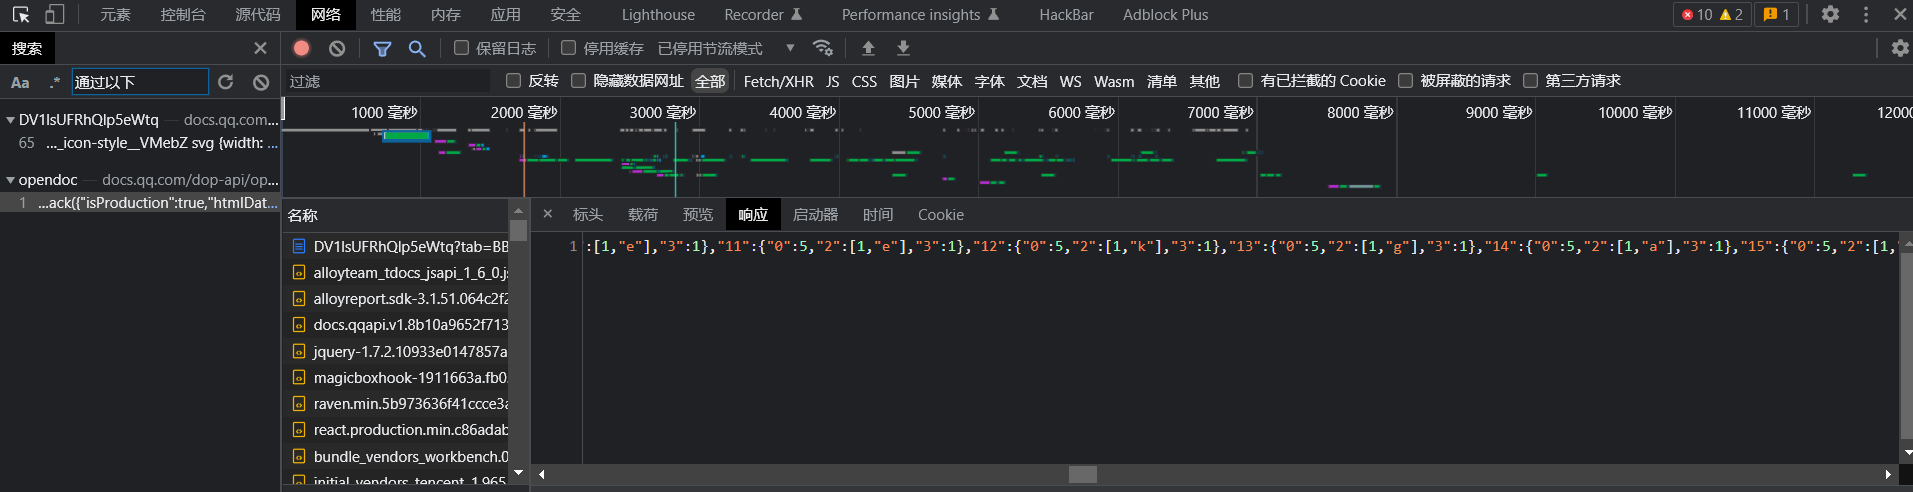 元素 控制台 源代码 网络 性能 内存 应用 安全 Lighthouse Recorder Performance insights HackBar Adblock Plus 10 2 1
搜索
保留日志 停用缓存 已停用节流模式
Aa .* 通过以下
过滤 反转 隐藏数据网址 全部 Fetch/XHR JS CSS 图片 媒体 字体 文档 WS Wasm 清单 其他 有已拦截的 Cookie 被屏蔽的请求 第三方请求
1000 毫秒 2000 毫秒 3000 毫秒 4000 毫秒 5000 毫秒 6000 毫秒 7000 毫秒 8000 毫秒 9000 毫秒 10000 毫秒 11000 毫秒 12000
DV1lsUFRhQlp5eWtq — docs.qq.com...
65 ..._icon-style__VMebZ svg {width: ...
opendoc — docs.qq.com/dop-api/op...
1 ...ack({"isProduction":true,"htmlDat...
名称
DV1lsUFRhQlp5eWtq?tab=BB
alloyteam_tdocs_jsapi_1_6_0.js
alloyreport.sdk-3.1.51.064c2f2
docs.qqapi.v1.8b10a9652f713
jquery-1.7.2.10933e0147857a
magicboxhook-1911663a.fb0
raven.min.5b973636f41ccce3a
react.production.min.c86adab
bundle_vendors_workbench.0
initial_vendors_tencent_1.965
× 标头 载荷 预览 响应 启动器 时间 Cookie
1 :[1,"e"],"3":1},"11":{"0":5,"2":[1,"e"],"3":1},"12":{"0":5,"2":[1,"k"],"3":1},"13":{"0":5,"2":[1,"g"],"3":1},"14":{"0":5,"2":[1,"a"],"3":1},"15":{"0":5,"2":[1,"